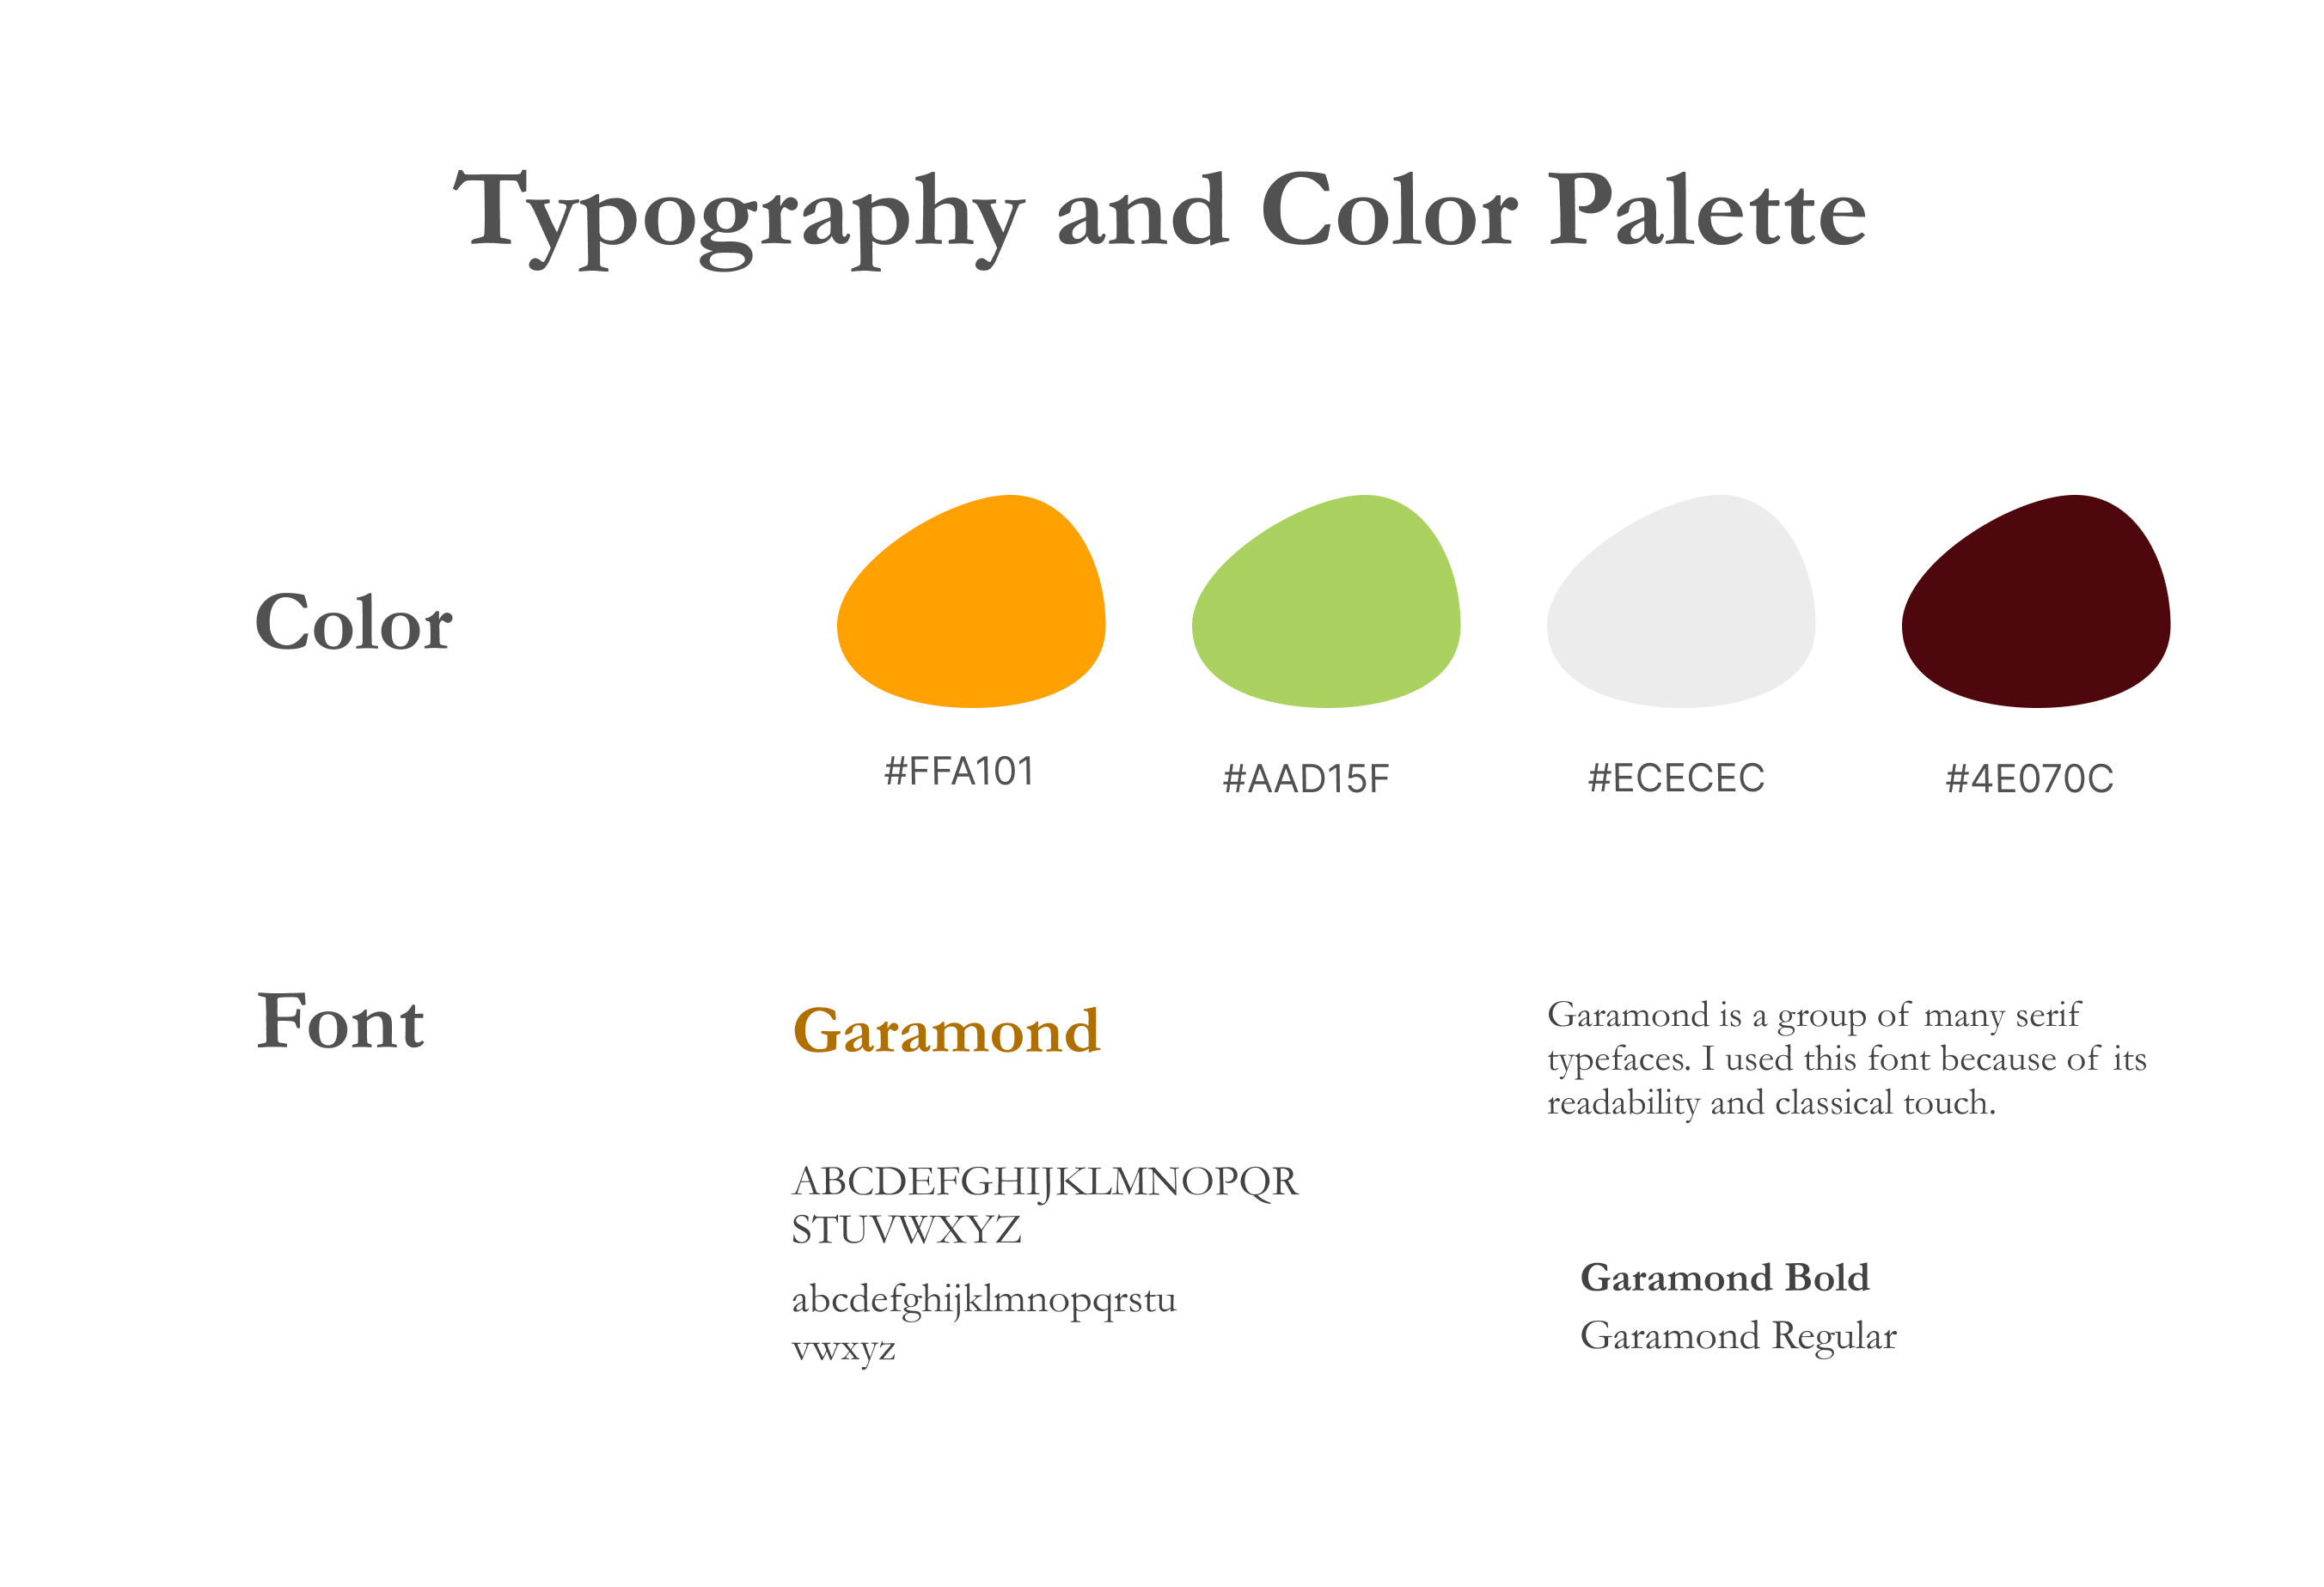 Typography and Color Palette
Color
#FFA101
#AAD15F
#ECECEC
#4E070C
Font
Garamond
Garamond is a group of many serif
typefaces. I used this font because of its
readability and classical touch.
ABCDEFGHIJKLMNOPQR
STUVWXYZ
abcdefghijklmnopqrstu
vwxyz
Garamond Bold
Garamond Regular